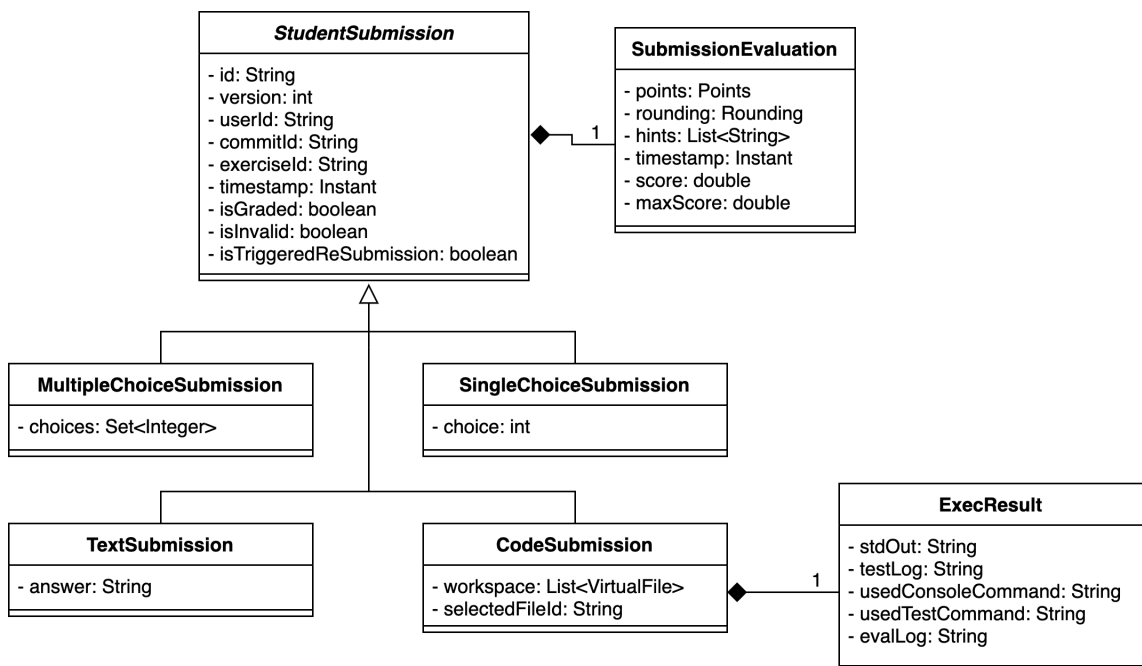 StudentSubmission
- id: String
- version: int
- userId: String
- commitId: String
- exerciseId: String
- timestamp: Instant
- isGraded: boolean
- isInvalid: boolean
- isTriggeredReSubmission: boolean
1
SubmissionEvaluation
- points: Points
- rounding: Rounding
- hints: List<String>
- timestamp: Instant
- score: double
- maxScore: double
MultipleChoiceSubmission
- choices: Set<Integer>
SingleChoiceSubmission
- choice: int
TextSubmission
- answer: String
CodeSubmission
- workspace: List<VirtualFile>
- selectedFileId: String
1
ExecResult
- stdOut: String
- testLog: String
- usedConsoleCommand: String
- usedTestCommand: String
- evalLog: String